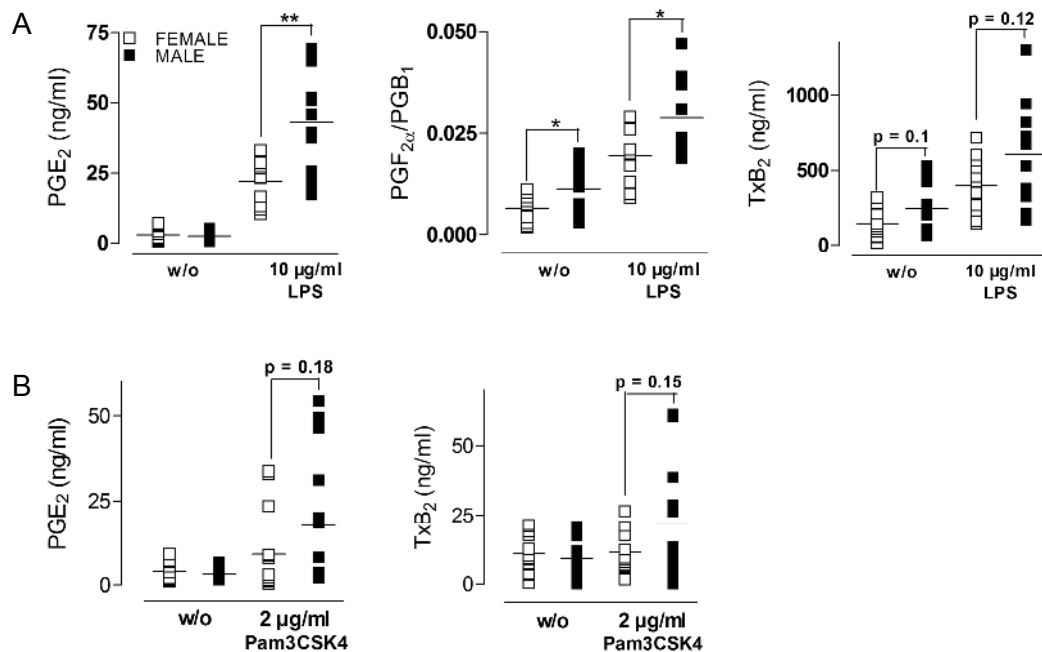 A
PGE₂ (ng/ml)
75
50
25
0
FEMALE
MALE
**
w/o
10 µg/ml
LPS
PGF₂α/PGB₁
0.050
0.025
0.000
*
*
w/o
10 µg/ml
LPS
TxB₂ (ng/ml)
1000
500
0
p = 0.1
p = 0.12
w/o
10 µg/ml
LPS
B
PGE₂ (ng/ml)
50
25
0
p = 0.18
w/o
2 µg/ml
Pam3CSK4
TxB₂ (ng/ml)
50
25
0
p = 0.15
w/o
2 µg/ml
Pam3CSK4